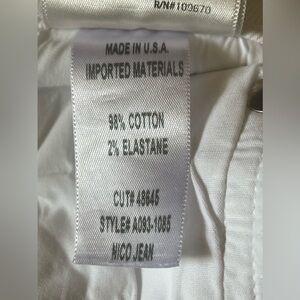 R/N#109670
MADE IN U.S.A.
IMPORTED MATERIALS
98% COTTON
2% ELASTANE
CUT# 48645
STYLE# A093-1085
NICO JEAN